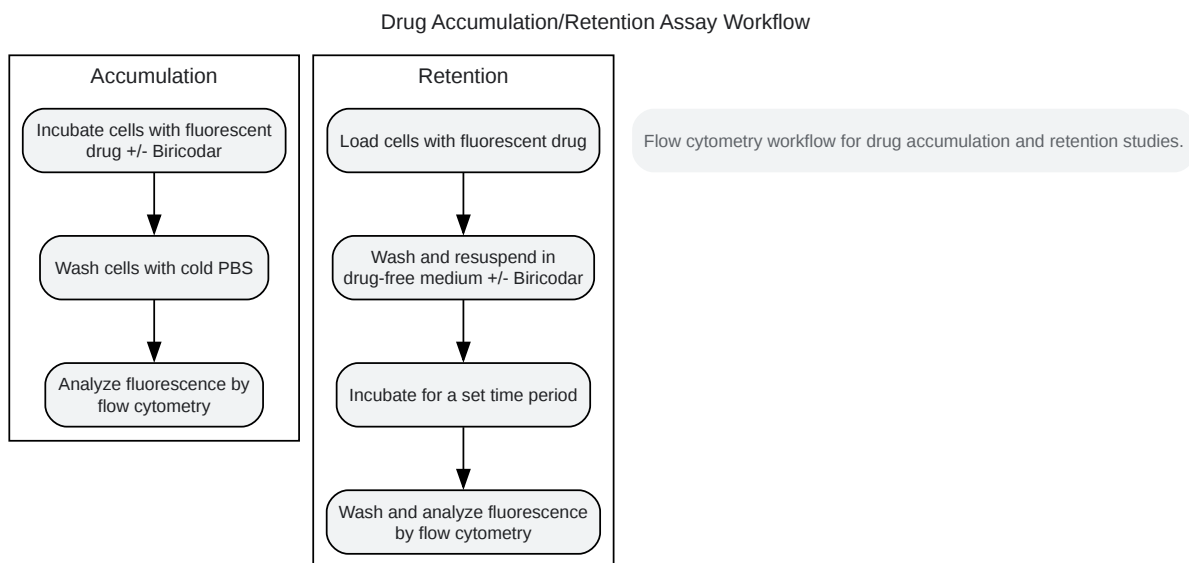 Drug Accumulation/Retention Assay Workflow
Accumulation
Incubate cells with fluorescent
drug +/- Biricodar
Wash cells with cold PBS
Analyze fluorescence by
flow cytometry
Retention
Load cells with fluorescent drug
Wash and resuspend in
drug-free medium +/- Biricodar
Incubate for a set time period
Wash and analyze fluorescence
by flow cytometry
Flow cytometry workflow for drug accumulation and retention studies.